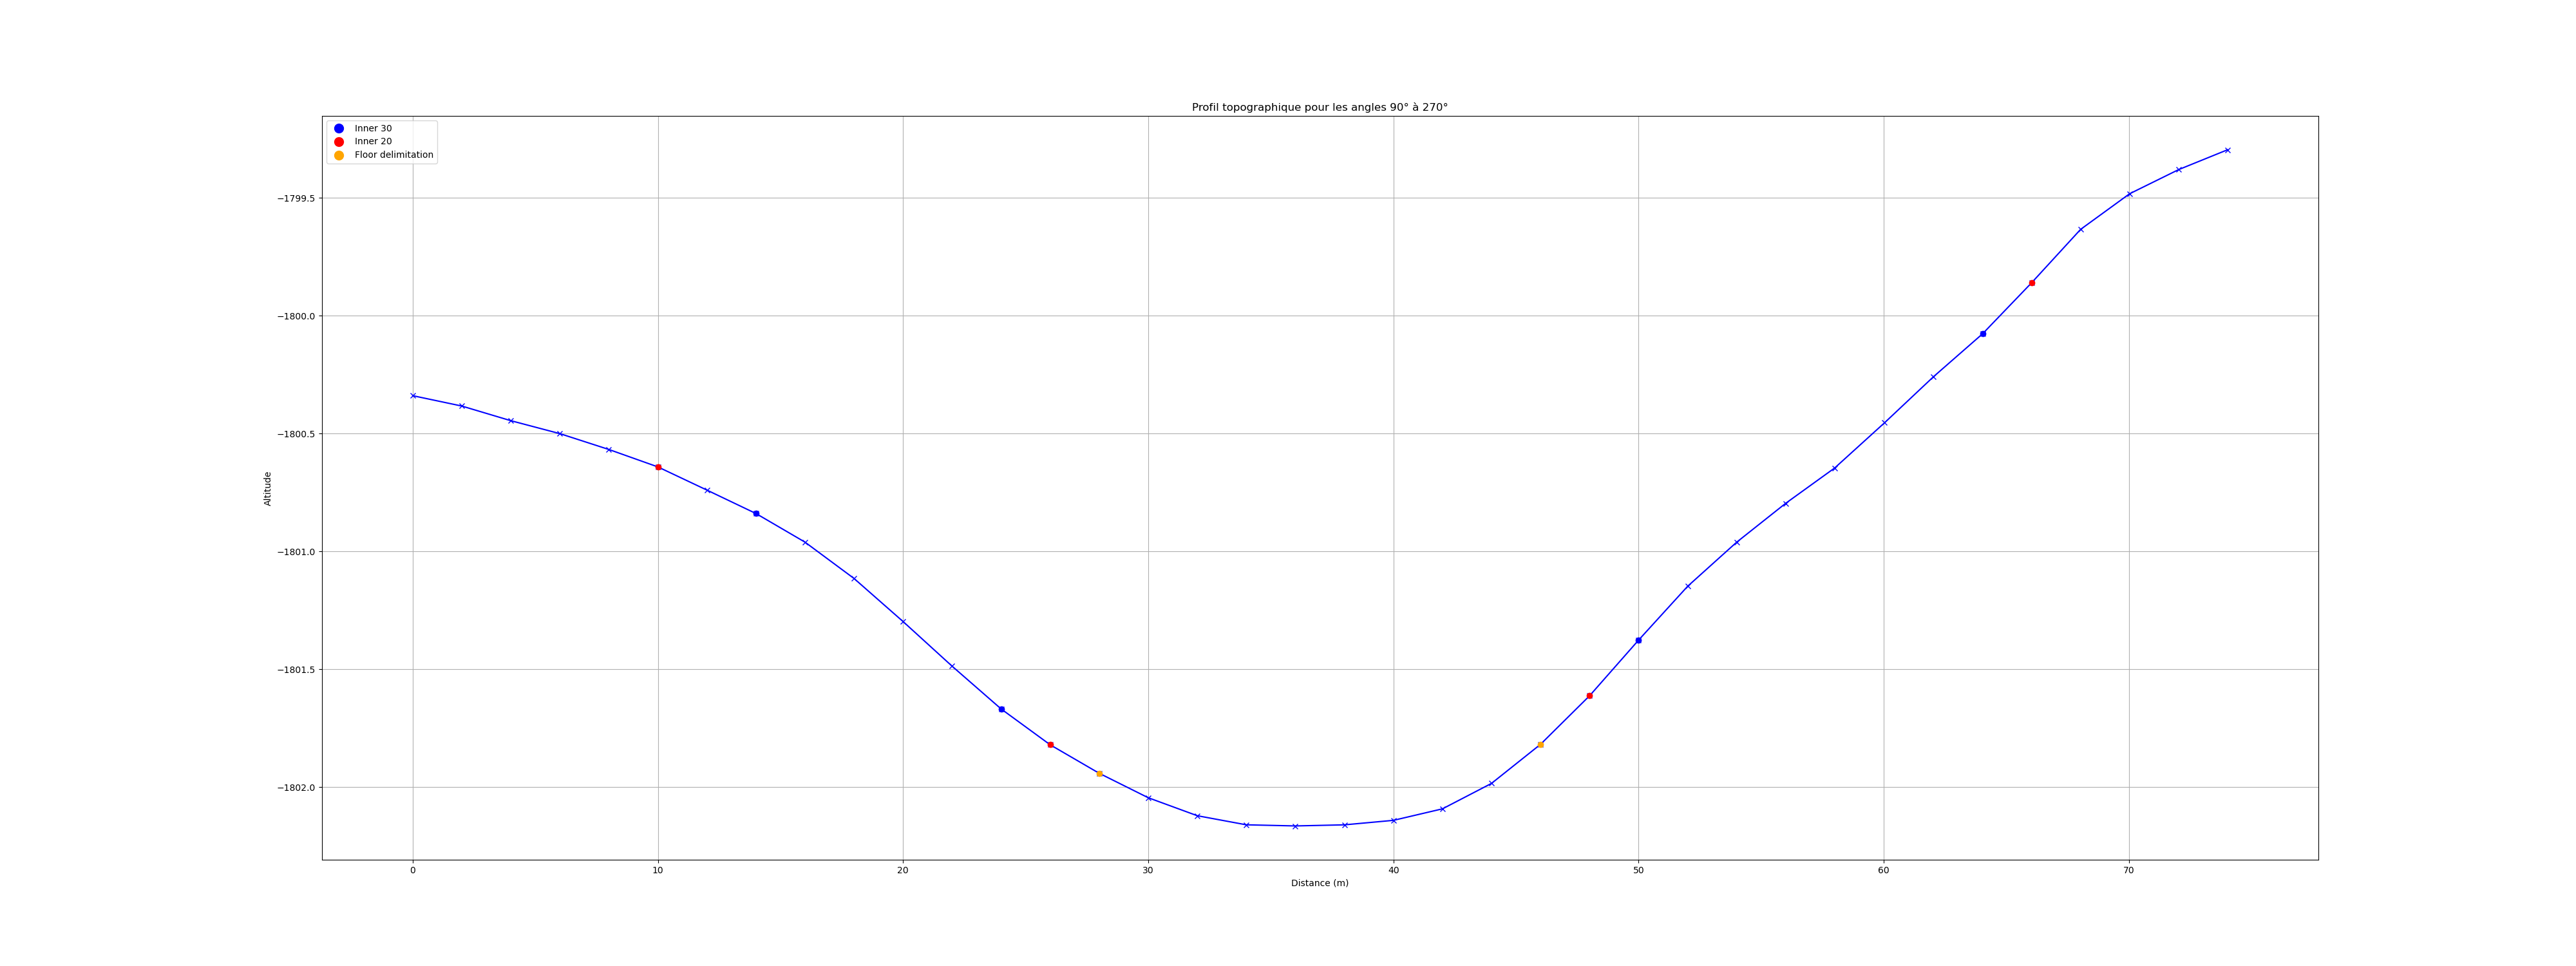 Profil topographique pour les angles 90° à 270°
Inner 30
Inner 20
Floor delimitation
−1799.5
−1800.0
−1800.5
−1801.0
−1801.5
−1802.0
Altitude
0 10 20 30 40 50 60 70
Distance (m)